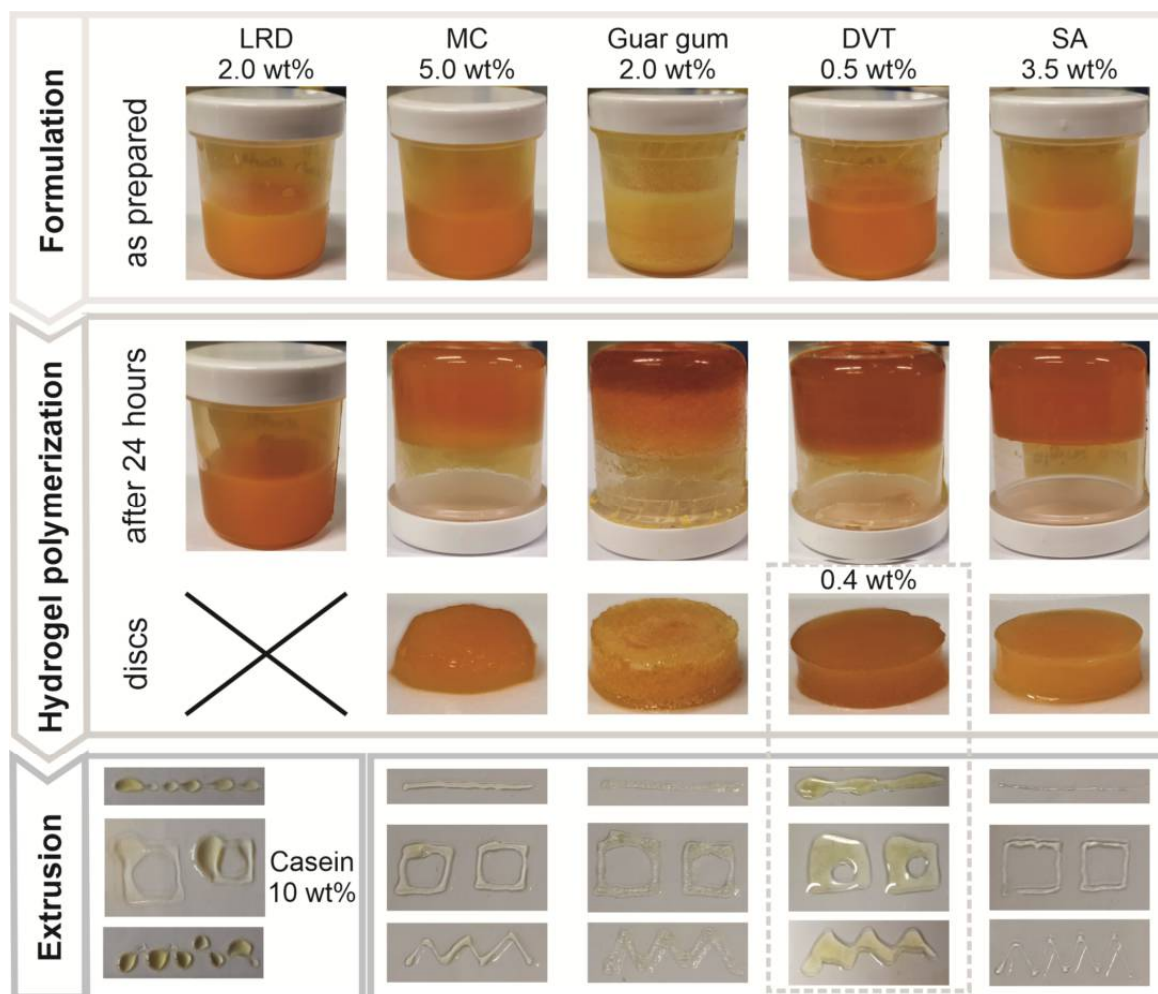 LRD
2.0 wt%
MC
5.0 wt%
Guar gum
2.0 wt%
DVT
0.5 wt%
SA
3.5 wt%
Formulation
as prepared
Hydrogel polymerization
after 24 hours
0.4 wt%
discs
Extrusion
Casein
10 wt%